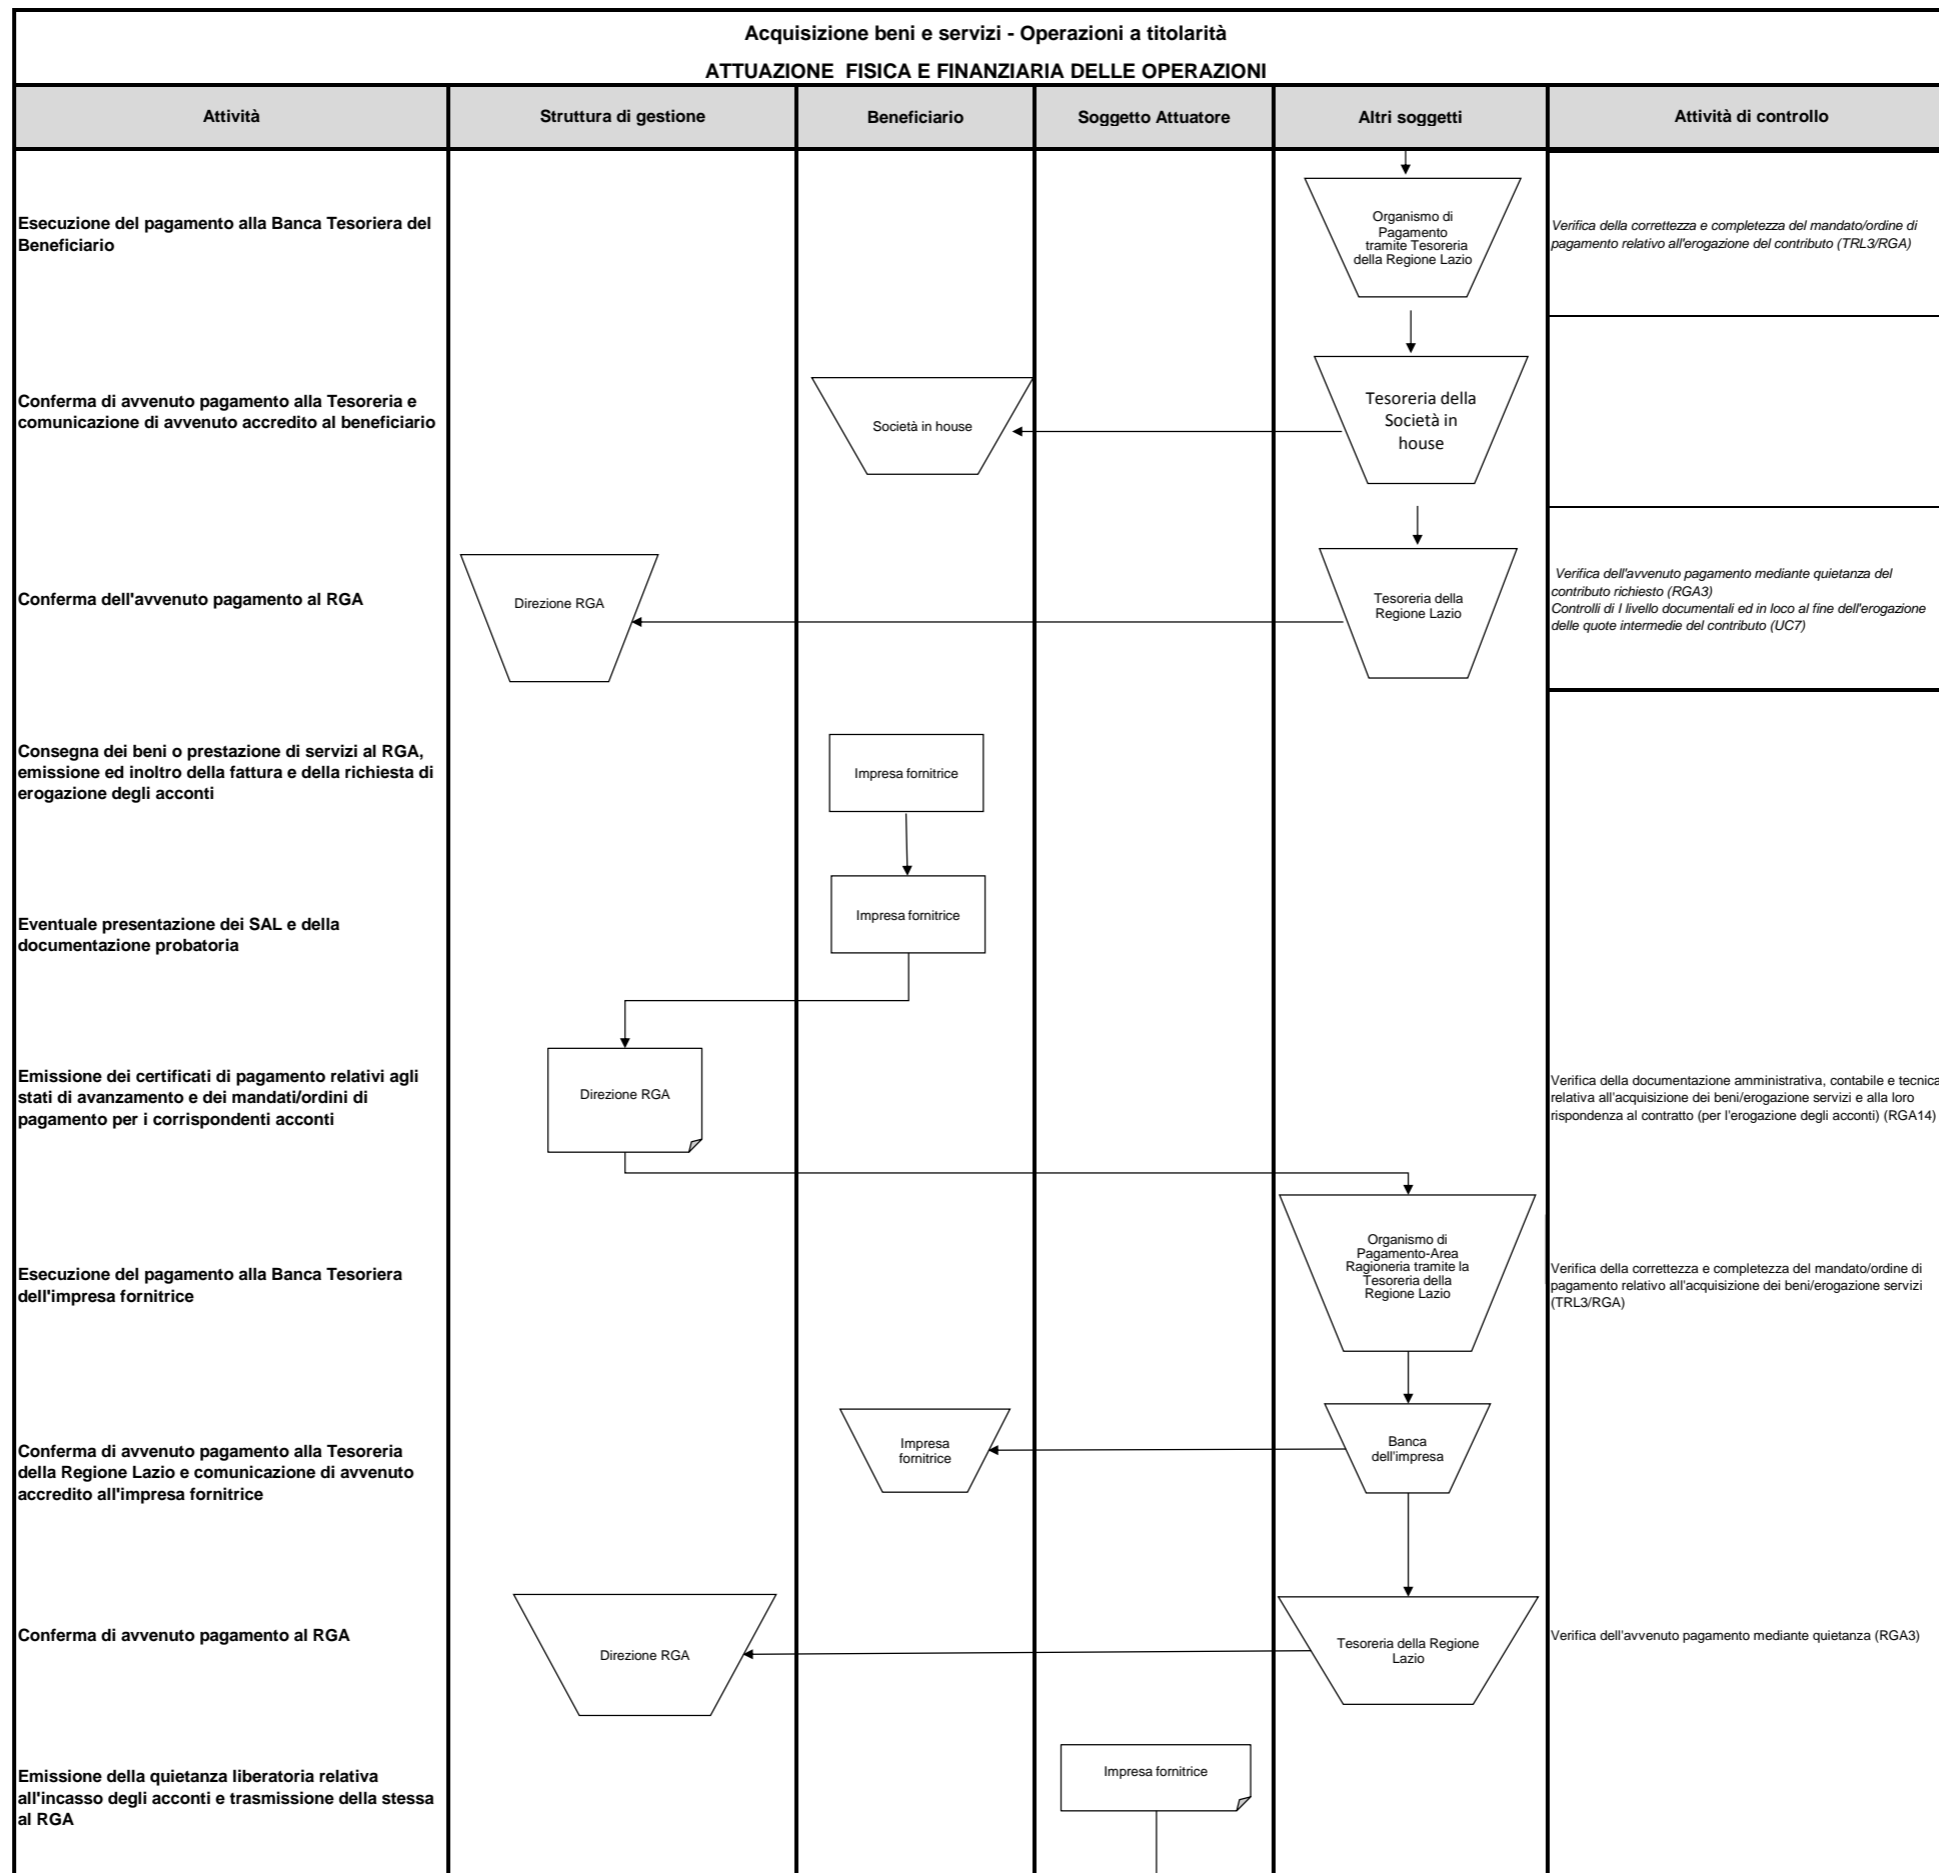 Acquisizione beni e servizi - Operazioni a titolarità
ATTUAZIONE FISICA E FINANZIARIA DELLE OPERAZIONI
Attività
Struttura di gestione
Beneficiario
Soggetto Attuatore
Altri soggetti
Attività di controllo
Esecuzione del pagamento alla Banca Tesoriera del
Beneficiario
Organismo di
Pagamento
tramite Tesoreria
della Regione Lazio
Verifica della correttezza e completezza del mandato/ordine di
pagamento relativo all'erogazione del contributo (TRL3/RGA)
Conferma di avvenuto pagamento alla Tesoreria e
comunicazione di avvenuto accredito al beneficiario
Società in house
Tesoreria della
Società in
house
Conferma dell'avvenuto pagamento al RGA
Direzione RGA
Tesoreria della
Regione Lazio
Verifica dell'avvenuto pagamento mediante quietanza del
contributo richiesto (RGA3)
Controlli di I livello documentali ed in loco al fine dell'erogazione
delle quote intermedie del contributo (UC7)
Consegna dei beni o prestazione di servizi al RGA,
emissione ed inoltro della fattura e della richiesta di
erogazione degli acconti
Impresa fornitrice
Eventuale presentazione dei SAL e della
documentazione probatoria
Impresa fornitrice
Emissione dei certificati di pagamento relativi agli
stati di avanzamento e dei mandati/ordini di
pagamento per i corrispondenti acconti
Direzione RGA
Verifica della documentazione amministrativa, contabile e tecnica
relativa all'acquisizione dei beni/erogazione servizi e alla loro
rispondenza al contratto (per l'erogazione degli acconti) (RGA14)
Esecuzione del pagamento alla Banca Tesoriera
dell'impresa fornitrice
Organismo di
Pagamento-Area
Ragioneria tramite la
Tesoreria della
Regione Lazio
Verifica della correttezza e completezza del mandato/ordine di
pagamento relativo all'acquisizione dei beni/erogazione servizi
(TRL3/RGA)
Conferma di avvenuto pagamento alla Tesoreria
della Regione Lazio e comunicazione di avvenuto
accredito all'impresa fornitrice
Impresa
fornitrice
Banca
dell'impresa
Conferma di avvenuto pagamento al RGA
Direzione RGA
Tesoreria della Regione
Lazio
Verifica dell'avvenuto pagamento mediante quietanza (RGA3)
Emissione della quietanza liberatoria relativa
all'incasso degli acconti e trasmissione della stessa
al RGA
Impresa fornitrice